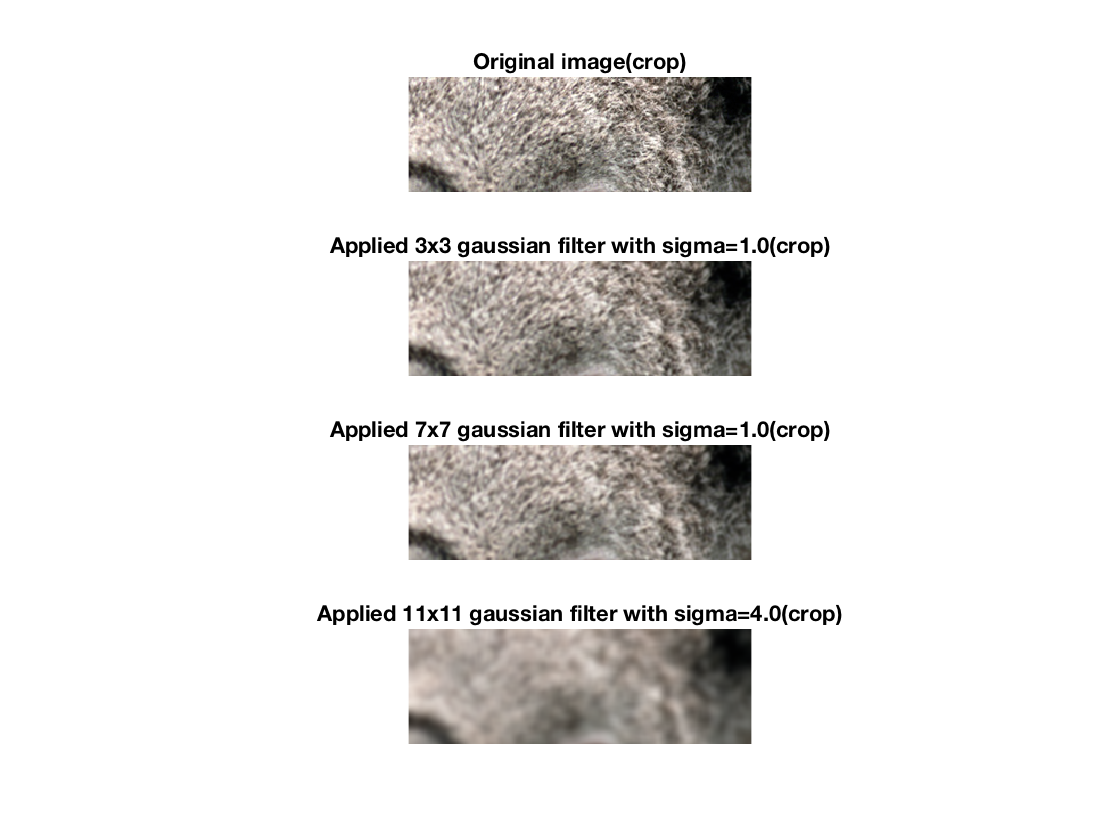 Original image(crop)
Applied 3x3 gaussian filter with sigma=1.0(crop)
Applied 7x7 gaussian filter with sigma=1.0(crop)
Applied 11x11 gaussian filter with sigma=4.0(crop)